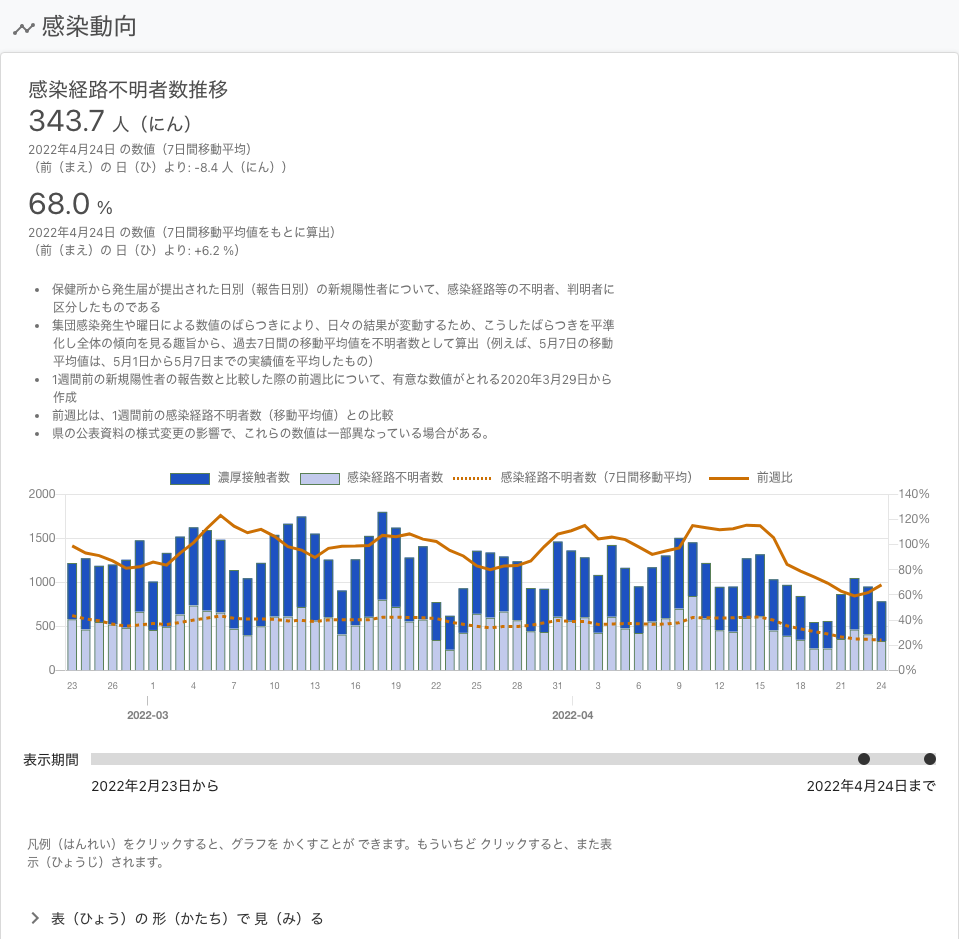 感染動向
感染経路不明者数推移
343.7 人（にん）
2022年4月24日 の数値（7日間移動平均）
（前（まえ）の 日（ひ）より: -8.4 人（にん））
68.0 %
2022年4月24日 の数値（7日間移動平均値をもとに算出）
（前（まえ）の 日（ひ）より: +6.2 %）
• 保健所から発生届が提出された日別（報告日別）の新規陽性者について、感染経路等の不明者、判明者に
区分したものである
• 集団感染発生や曜日による数値のばらつきにより、日々の結果が変動するため、こうしたばらつきを平準
化し全体の傾向を見る趣旨から、過去7日間の移動平均値を不明者数として算出（例えば、5月7日の移動
平均値は、5月1日から5月7日までの実績値を平均したもの）
• 1週間前の新規陽性者の報告数と比較した際の前週比について、有意な数値がとれる2020年3月29日から
作成
• 前週比は、1週間前の感染経路不明者数（移動平均値）との比較
• 県の公表資料の様式変更の影響で、これらの数値は一部異なっている場合がある。
濃厚接触者数 感染経路不明者数 感染経路不明者数（7日間移動平均） 前週比
2000 140%
120%
1500
100%
1000 80%
60%
500 40%
20%
0 0%
23 26 1 4 7 10 13 16 19 22 25 28 31 3 6 9 12 15 18 21 24
2022-03 2022-04
表示期間
2022年2月23日から 2022年4月24日まで
凡例（はんれい）をクリックすると、グラフを かくすことが できます。もういちど クリックすると、また表
示（ひょうじ）されます。
表（ひょう）の 形（かたち）で 見（み）る